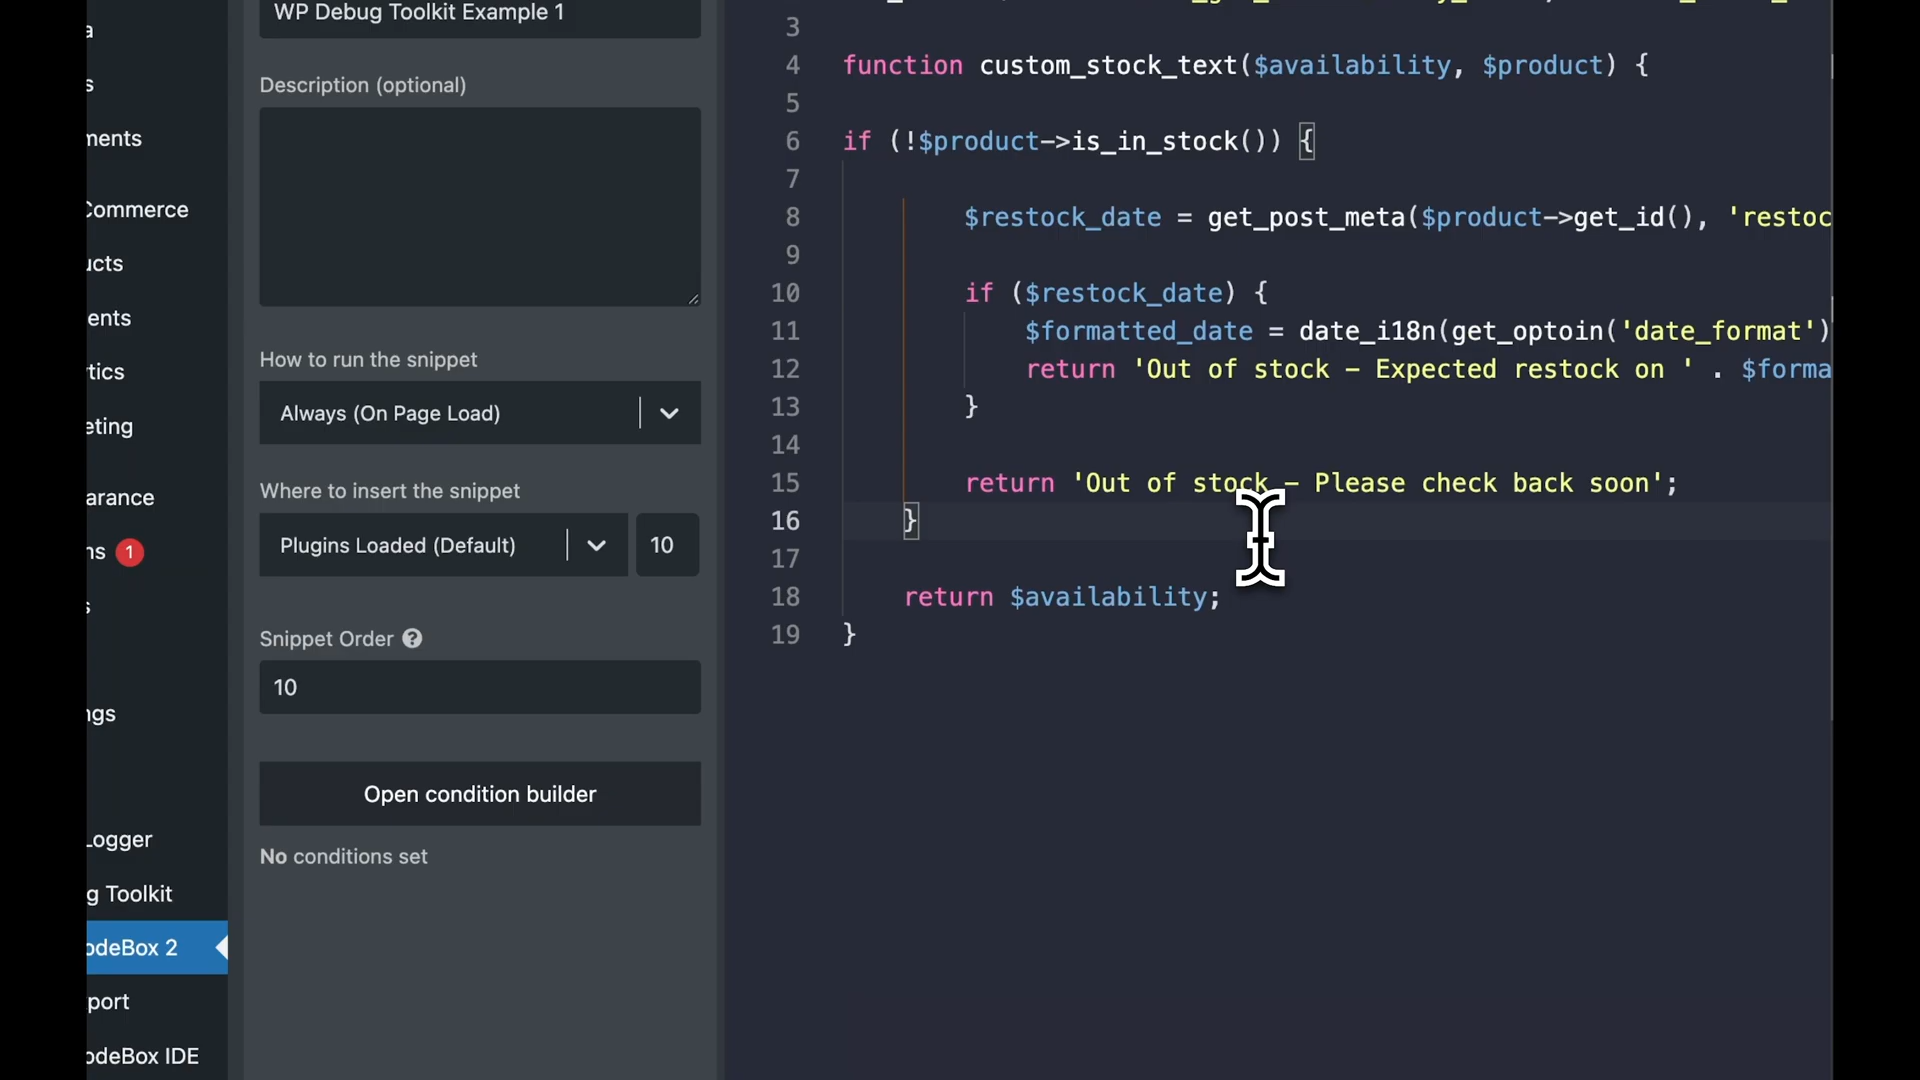 WP Debug Toolkit Example 1
Description (optional)
How to run the snippet
Always (On Page Load)
Where to insert the snippet
Plugins Loaded (Default)
10
Snippet Order
10
Open condition builder
No conditions set
a
s
ments
Commerce
ucts
ents
tics
eting
arance
ns 1
s
ngs
Logger
g Toolkit
odeBox 2
port
odeBox IDE
3
4 function custom_stock_text($availability, $product) {
5
6 if (!$product->is_in_stock()) {
7
8 $restock_date = get_post_meta($product->get_id(), 'restoc
9
10 if ($restock_date) {
11 $formatted_date = date_i18n(get_optoin('date_format')
12 return 'Out of stock – Expected restock on ' . $forma
13 }
14
15 return 'Out of stock – Please check back soon';
16 }
17
18 return $availability;
19 }